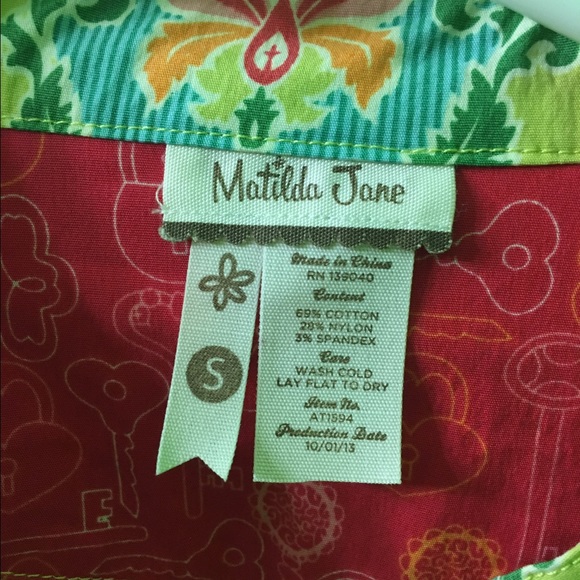 Matilda Jane
S
Made in China
RN 139040
Content
69% COTTON
28% NYLON
3% SPANDEX
Care
WASH COLD
LAY FLAT TO DRY
Item No.
AT1594
Production Date
10/01/13